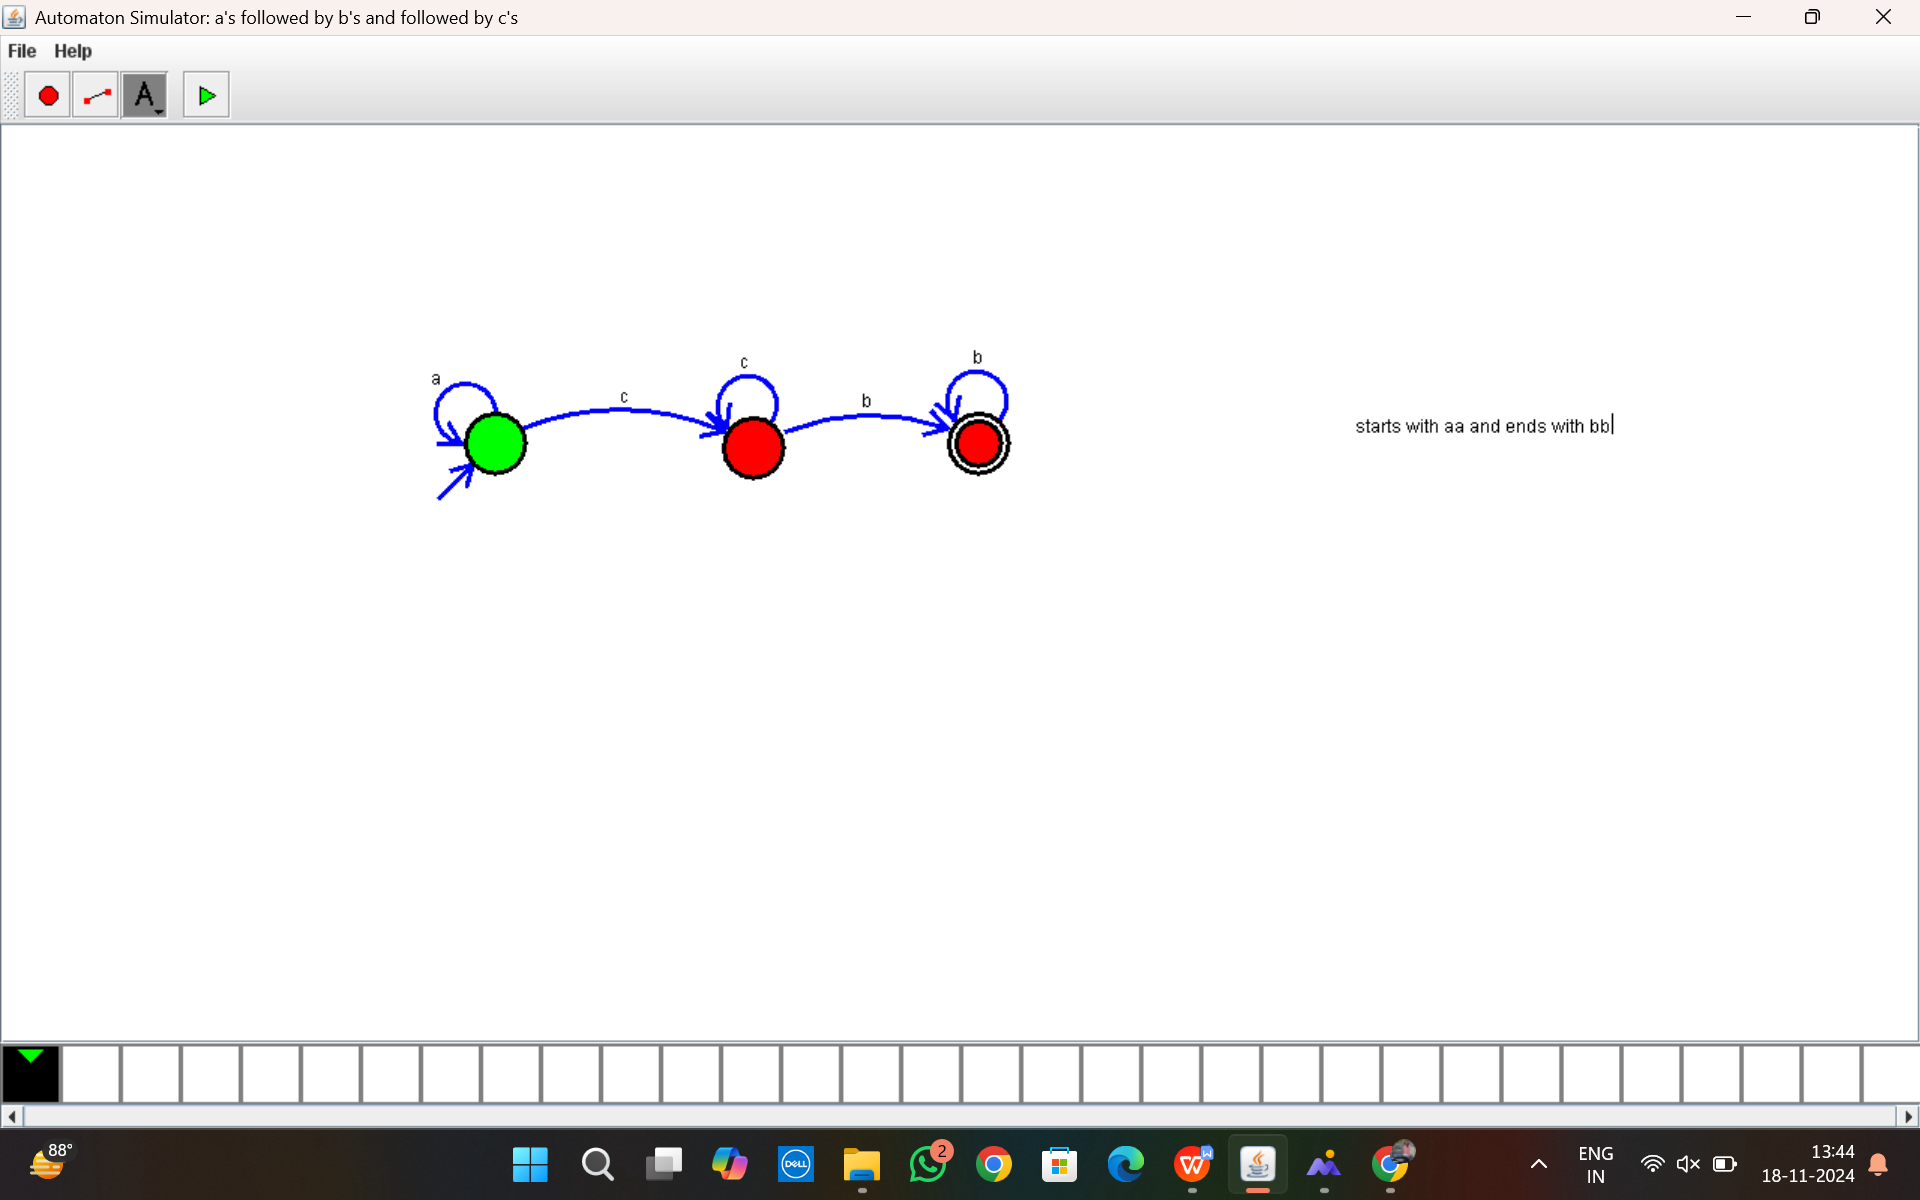 Automaton Simulator: a's followed by b's and followed by c's
File Help
A
a
c
c
b
b
starts with aa and ends with bb
88°
DELL
2
W
W
ENG
IN
13:44
18-11-2024